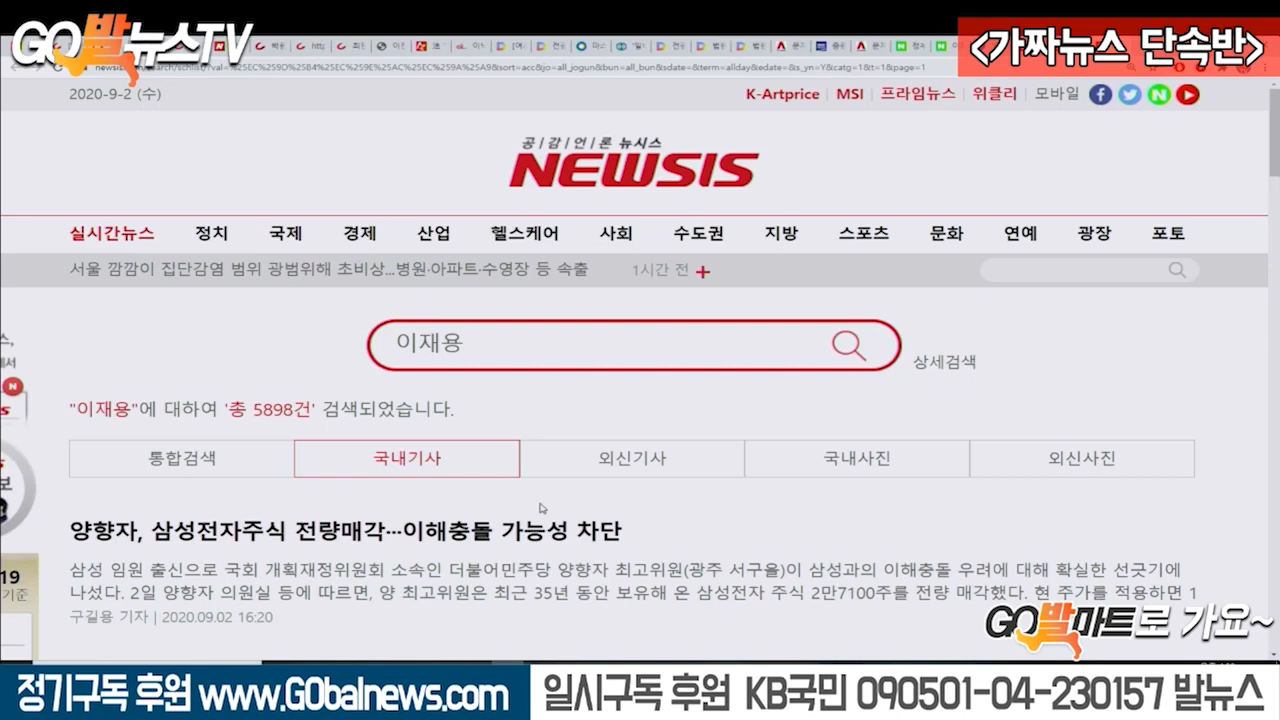 GO발뉴스TV
<가짜뉴스 단속반>
2020-9-2 (수)
K-Artprice | MSI | 프라임뉴스 | 위클리 | 모바일
공/감/언/론 뉴시스
NEWSIS
실시간뉴스 정치 국제 경제 산업 헬스케어 사회 수도권 지방 스포츠 문화 연예 광장 포토
서울 깜깜이 집단감염 범위 광범위해 초비상...병원·아파트·수영장 등 속출 1시간 전 +
이재용
상세검색
"이재용"에 대하여 '총 5898건' 검색되었습니다.
통합검색 국내기사 외신기사 국내사진 외신사진
양향자, 삼성전자주식 전량매각···이해충돌 가능성 차단
삼성 임원 출신으로 국회 개획재정위원회 소속인 더불어민주당 양향자 최고위원(광주 서구을)이 삼성과의 이해충돌 우려에 대해 확실한 선긋기에
나섰다. 2일 양향자 의원실 등에 따르면, 양 최고위원은 최근 35년 동안 보유해 온 삼성전자 주식 2만7100주를 전량 매각했다. 현 주가를 적용하면 1
구길용 기자 | 2020.09.02 16:20
19
기준
GO발마트로 가요~
정기구독 후원 www.GObalnews.com
일시구독 후원 KB국민 090501-04-230157 발뉴스